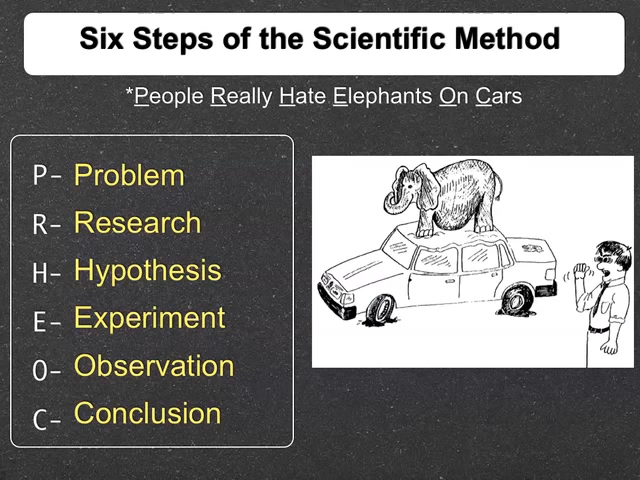 Six Steps of the Scientific Method
*People Really Hate Elephants On Cars
P- Problem
R- Research
H- Hypothesis
E- Experiment
O- Observation
C- Conclusion